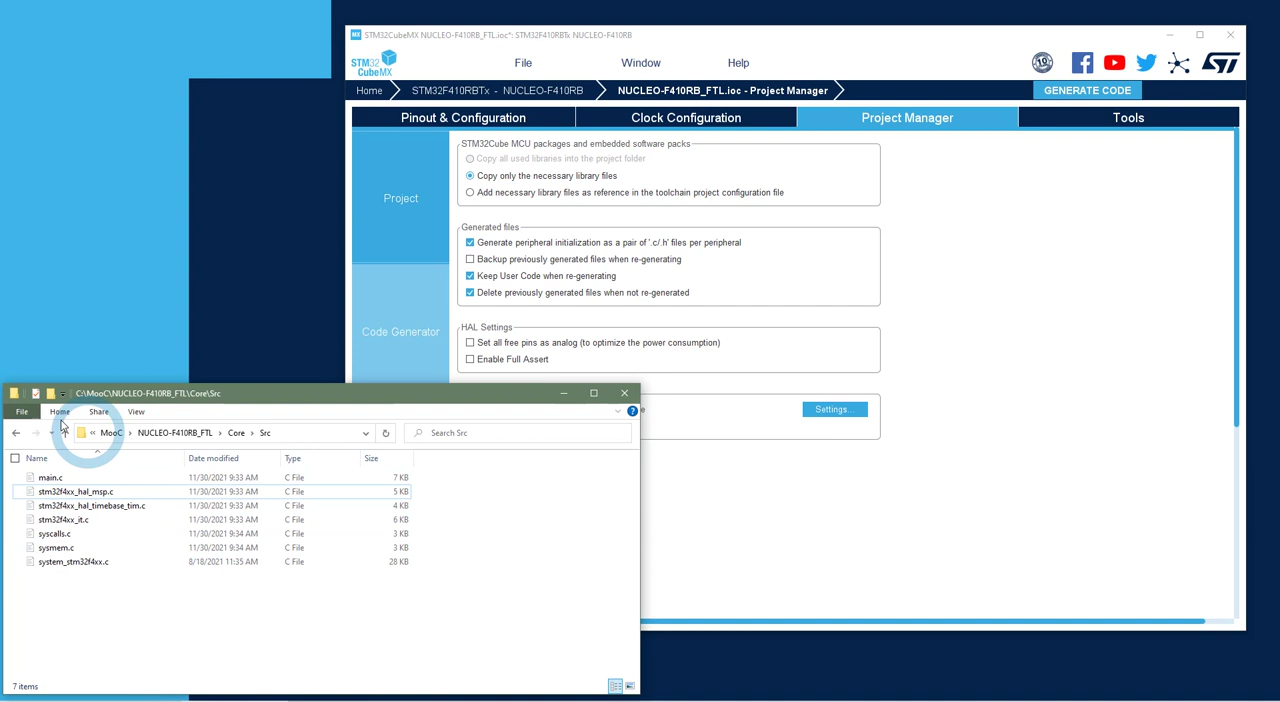 MX STM32CubeMX NUCLEO-F410RB_FTL.ioc*: STM32F410RBTx NUCLEO-F410RB
STM32
CubeMX
File
Window
Help
10
ST
Home
STM32F410RBTx - NUCLEO-F410RB
NUCLEO-F410RB_FTL.ioc - Project Manager
GENERATE CODE
Pinout & Configuration
Clock Configuration
Project Manager
Tools
Project
Code Generator
STM32Cube MCU packages and embedded software packs
Copy all used libraries into the project folder
Copy only the necessary library files
Add necessary library files as reference in the toolchain project configuration file
Generated files
Generate peripheral initialization as a pair of '.c/.h' files per peripheral
Backup previously generated files when re-generating
Keep User Code when re-generating
Delete previously generated files when not re-generated
HAL Settings
Set all free pins as analog (to optimize the power consumption)
Enable Full Assert
Settings...
C:\MooC\NUCLEO-F410RB_FTL\Core\Src
File
Home
Share
View
« MooC › NUCLEO-F410RB_FTL › Core › Src
Search Src
Name
Date modified
Type
Size
main.c 11/30/2021 9:33 AM C File 7 KB
stm32f4xx_hal_msp.c 11/30/2021 9:33 AM C File 5 KB
stm32f4xx_hal_timebase_tim.c 11/30/2021 9:33 AM C File 4 KB
stm32f4xx_it.c 11/30/2021 9:33 AM C File 6 KB
syscalls.c 11/30/2021 9:34 AM C File 3 KB
sysmem.c 11/30/2021 9:34 AM C File 3 KB
system_stm32f4xx.c 8/18/2021 11:35 AM C File 28 KB
7 items